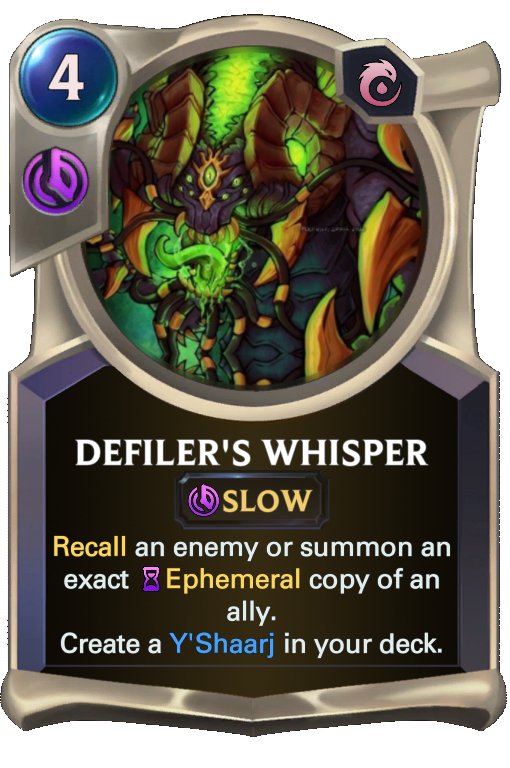 4
DEFILER'S WHISPER
SLOW
Recall an enemy or summon an
exact Ephemeral copy of an
ally.
Create a Y'Shaarj in your deck.